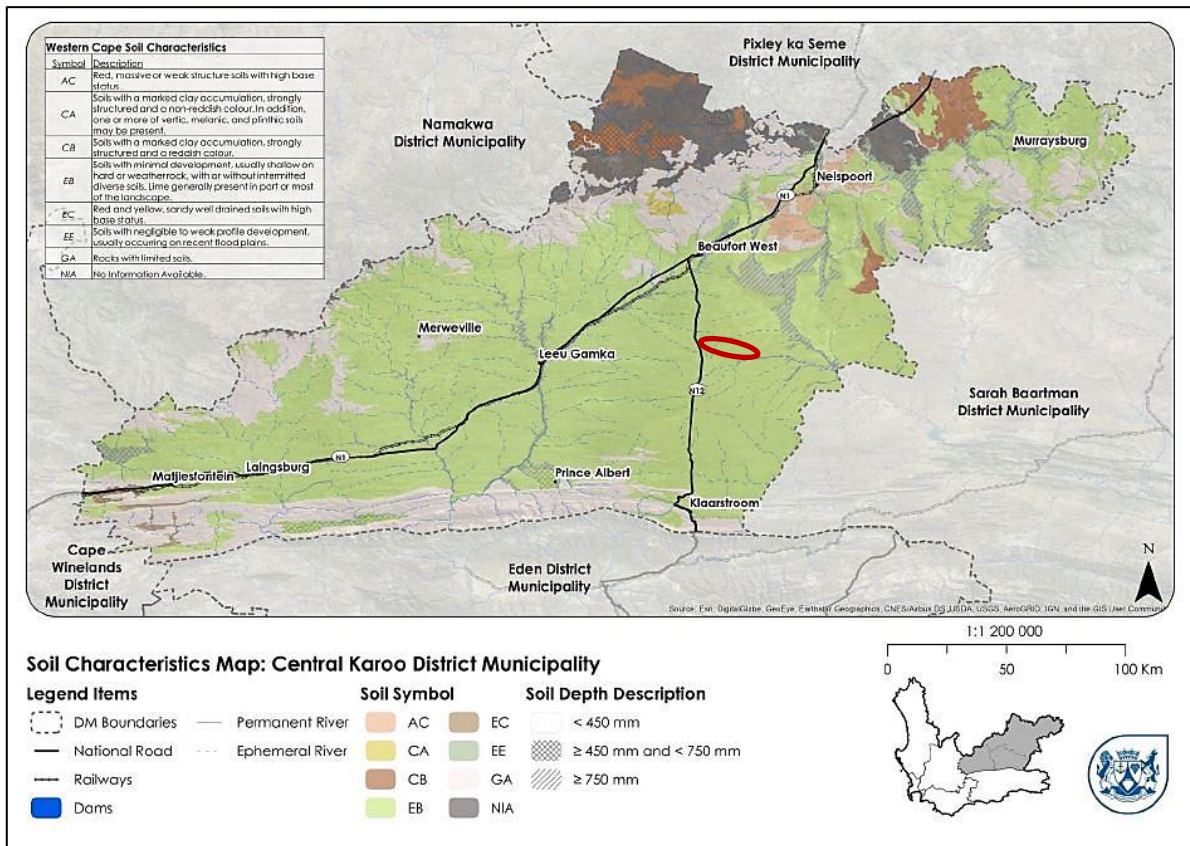 Western Cape Soil Characteristics
Symbol Description
AC Red, massive or weak structure soils with high base
status.
CA Soils with a marked clay accumulation, strongly
structured and a non-reddish colour. In addition,
one or more of vertic, melanic, and plinthic soils
may be present.
CB Soils with a marked clay accumulation, strongly
structured and a reddish colour.
EB Soils with minimal development, usually shallow on
hard or weatherrock, with or without intermitted
diverse soils. Lime generally present in part or most
of the landscape.
EC Red and yellow, sandy well drained soils with high
base status.
EE Soils with negligible to weak profile development,
usually occurring on recent flood plains.
GA Rocks with limited soils.
NIA No Information Available.
Pixley ka Seme
District Municipality
Namakwa
District Municipality
Murraysburg
Nelspoort
N1
Beaufort West
Merweville
Leeu Gamka
N12
Sarah Baartman
District Municipality
Laingsburg
N1
Matjiesfontein
Prince Albert
Klaarstroom
Cape
Winelands
District
Municipality
Eden District
Municipality
N
Source: Esri, DigitalGlobe, GeoEye, Earthstar Geographics, CNES/Airbus DS, USDA, USGS, AeroGRID, IGN, and the GIS User Commun
1:1 200 000
0 50 100 Km
Soil Characteristics Map: Central Karoo District Municipality
Legend Items
DM Boundaries
National Road
Railways
Dams
Permanent River
Ephemeral River
Soil Symbol
AC
CA
CB
EB
EC
EE
GA
NIA
Soil Depth Description
< 450 mm
≥ 450 mm and < 750 mm
≥ 750 mm